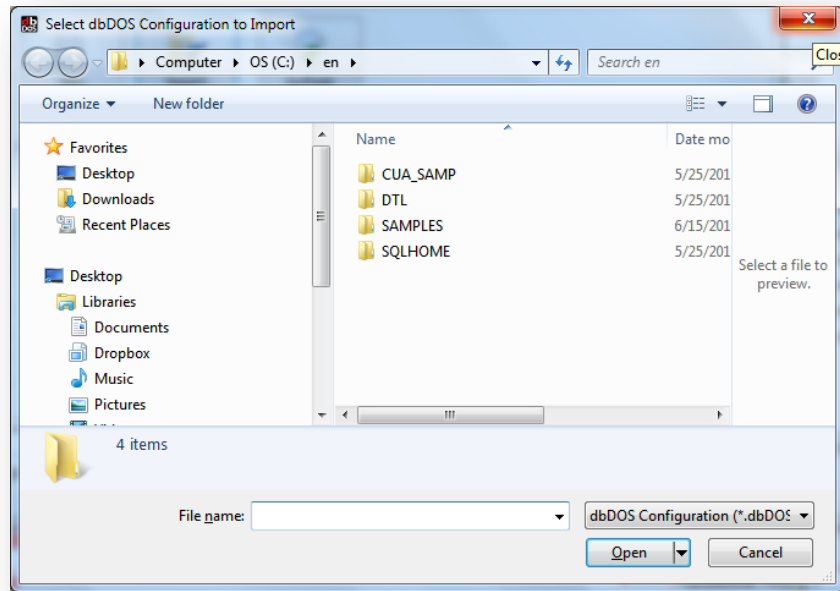 Select dbDOS Configuration to Import
Computer OS (C:) en Search en
Organize New folder
Name Date mo
Favorites
Desktop
Downloads
Recent Places
Desktop
Libraries
Documents
Dropbox
Music
Pictures
CUA_SAMP 5/25/201
DTL 5/25/201
SAMPLES 6/15/201
SQLHOME 5/25/201
Select a file to
preview.
4 items
File name: dbDOS Configuration (*.dbDOS
Open Cancel
Clos